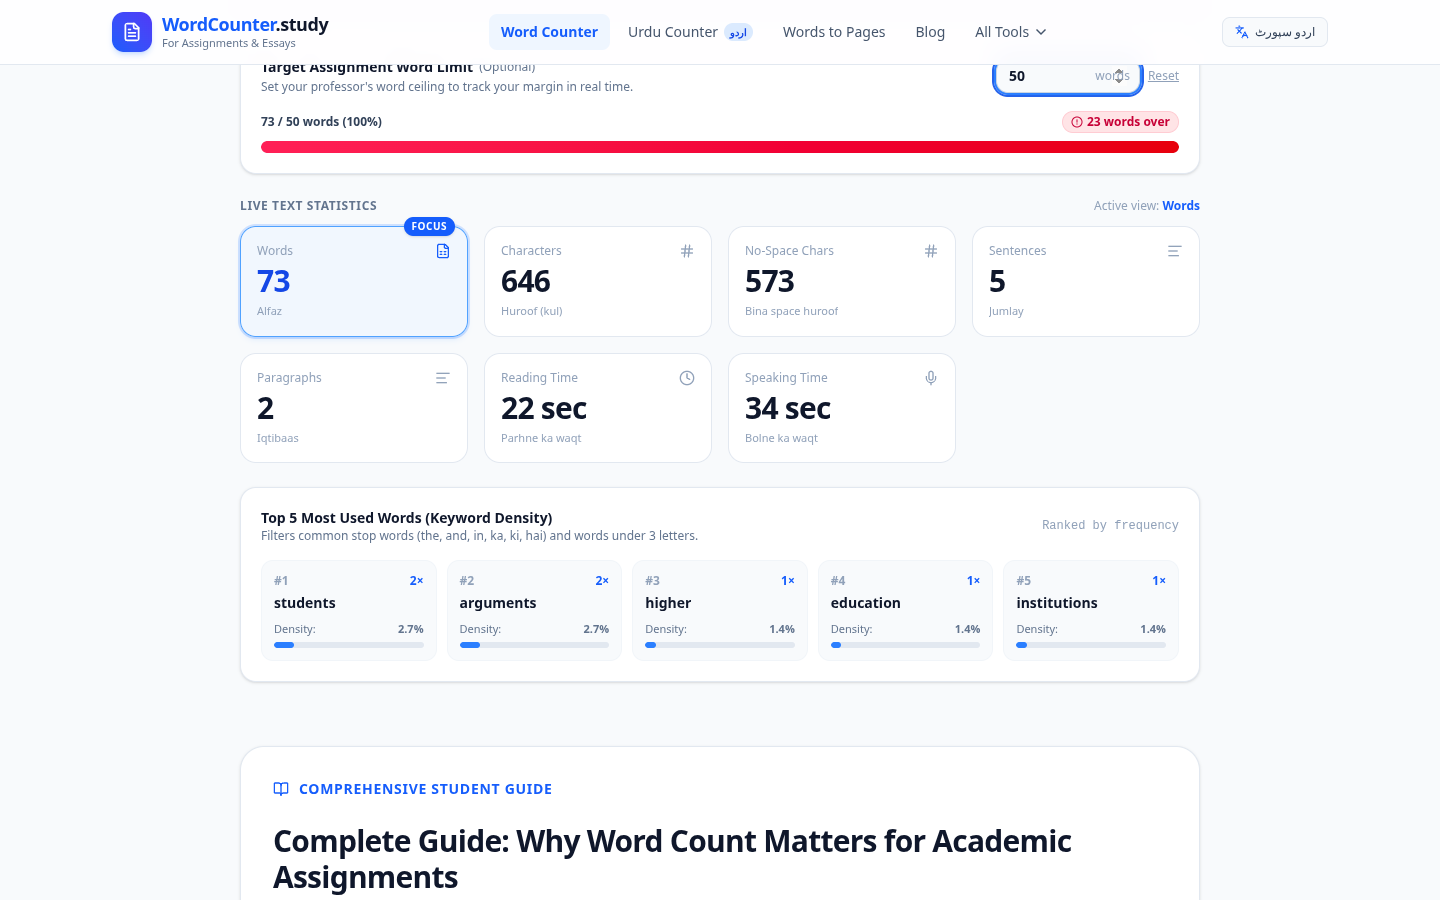 WordCounter.study
For Assignments & Essays
Word Counter
Urdu Counter اردو
Words to Pages
Blog
All Tools
اردو سپورٹ
Target Assignment Word Limit (Optional)
Set your professor's word ceiling to track your margin in real time.
50 words Reset
73 / 50 words (100%)
23 words over
LIVE TEXT STATISTICS
Active view: Words
FOCUS
Words
73
Alfaz
Characters
646
Huroof (kul)
No-Space Chars
573
Bina space huroof
Sentences
5
Jumlay
Paragraphs
2
Iqtibaas
Reading Time
22 sec
Parhne ka waqt
Speaking Time
34 sec
Bolne ka waqt
Top 5 Most Used Words (Keyword Density)
Filters common stop words (the, and, in, ka, ki, hai) and words under 3 letters.
Ranked by frequency
#1 2×
students
Density: 2.7%
#2 2×
arguments
Density: 2.7%
#3 1×
higher
Density: 1.4%
#4 1×
education
Density: 1.4%
#5 1×
institutions
Density: 1.4%
COMPREHENSIVE STUDENT GUIDE
Complete Guide: Why Word Count Matters for Academic
Assignments